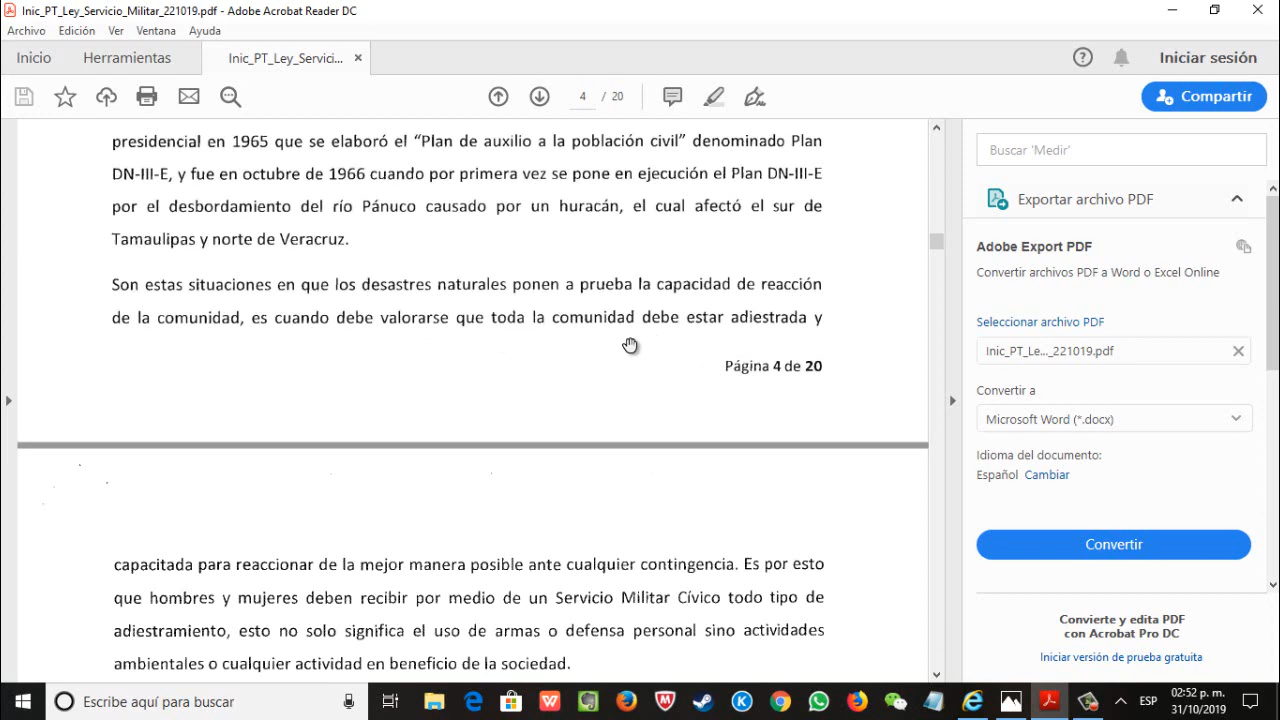 Inic_PT_Ley_Servicio_Militar_221019.pdf - Adobe Acrobat Reader DC
Archivo Edición Ver Ventana Ayuda
Inicio Herramientas Inic_PT_Ley_Servici... Iniciar sesión
4 / 20 Compartir
presidencial en 1965 que se elaboró el “Plan de auxilio a la población civil” denominado Plan
DN-III-E, y fue en octubre de 1966 cuando por primera vez se pone en ejecución el Plan DN-III-E
por el desbordamiento del río Pánuco causado por un huracán, el cual afectó el sur de
Tamaulipas y norte de Veracruz.
Son estas situaciones en que los desastres naturales ponen a prueba la capacidad de reacción
de la comunidad, es cuando debe valorarse que toda la comunidad debe estar adiestrada y
Página 4 de 20
capacitada para reaccionar de la mejor manera posible ante cualquier contingencia. Es por esto
que hombres y mujeres deben recibir por medio de un Servicio Militar Cívico todo tipo de
adiestramiento, esto no solo significa el uso de armas o defensa personal sino actividades
ambientales o cualquier actividad en beneficio de la sociedad.
Buscar 'Medir'
Exportar archivo PDF
Adobe Export PDF
Convertir archivos PDF a Word o Excel Online
Seleccionar archivo PDF
Inic_PT_Le..._221019.pdf
Convertir a
Microsoft Word (*.docx)
Idioma del documento:
Español Cambiar
Convertir
Convierte y edita PDF
con Acrobat Pro DC
Iniciar versión de prueba gratuita
Escribe aquí para buscar
ESP
02:52 p. m.
31/10/2019